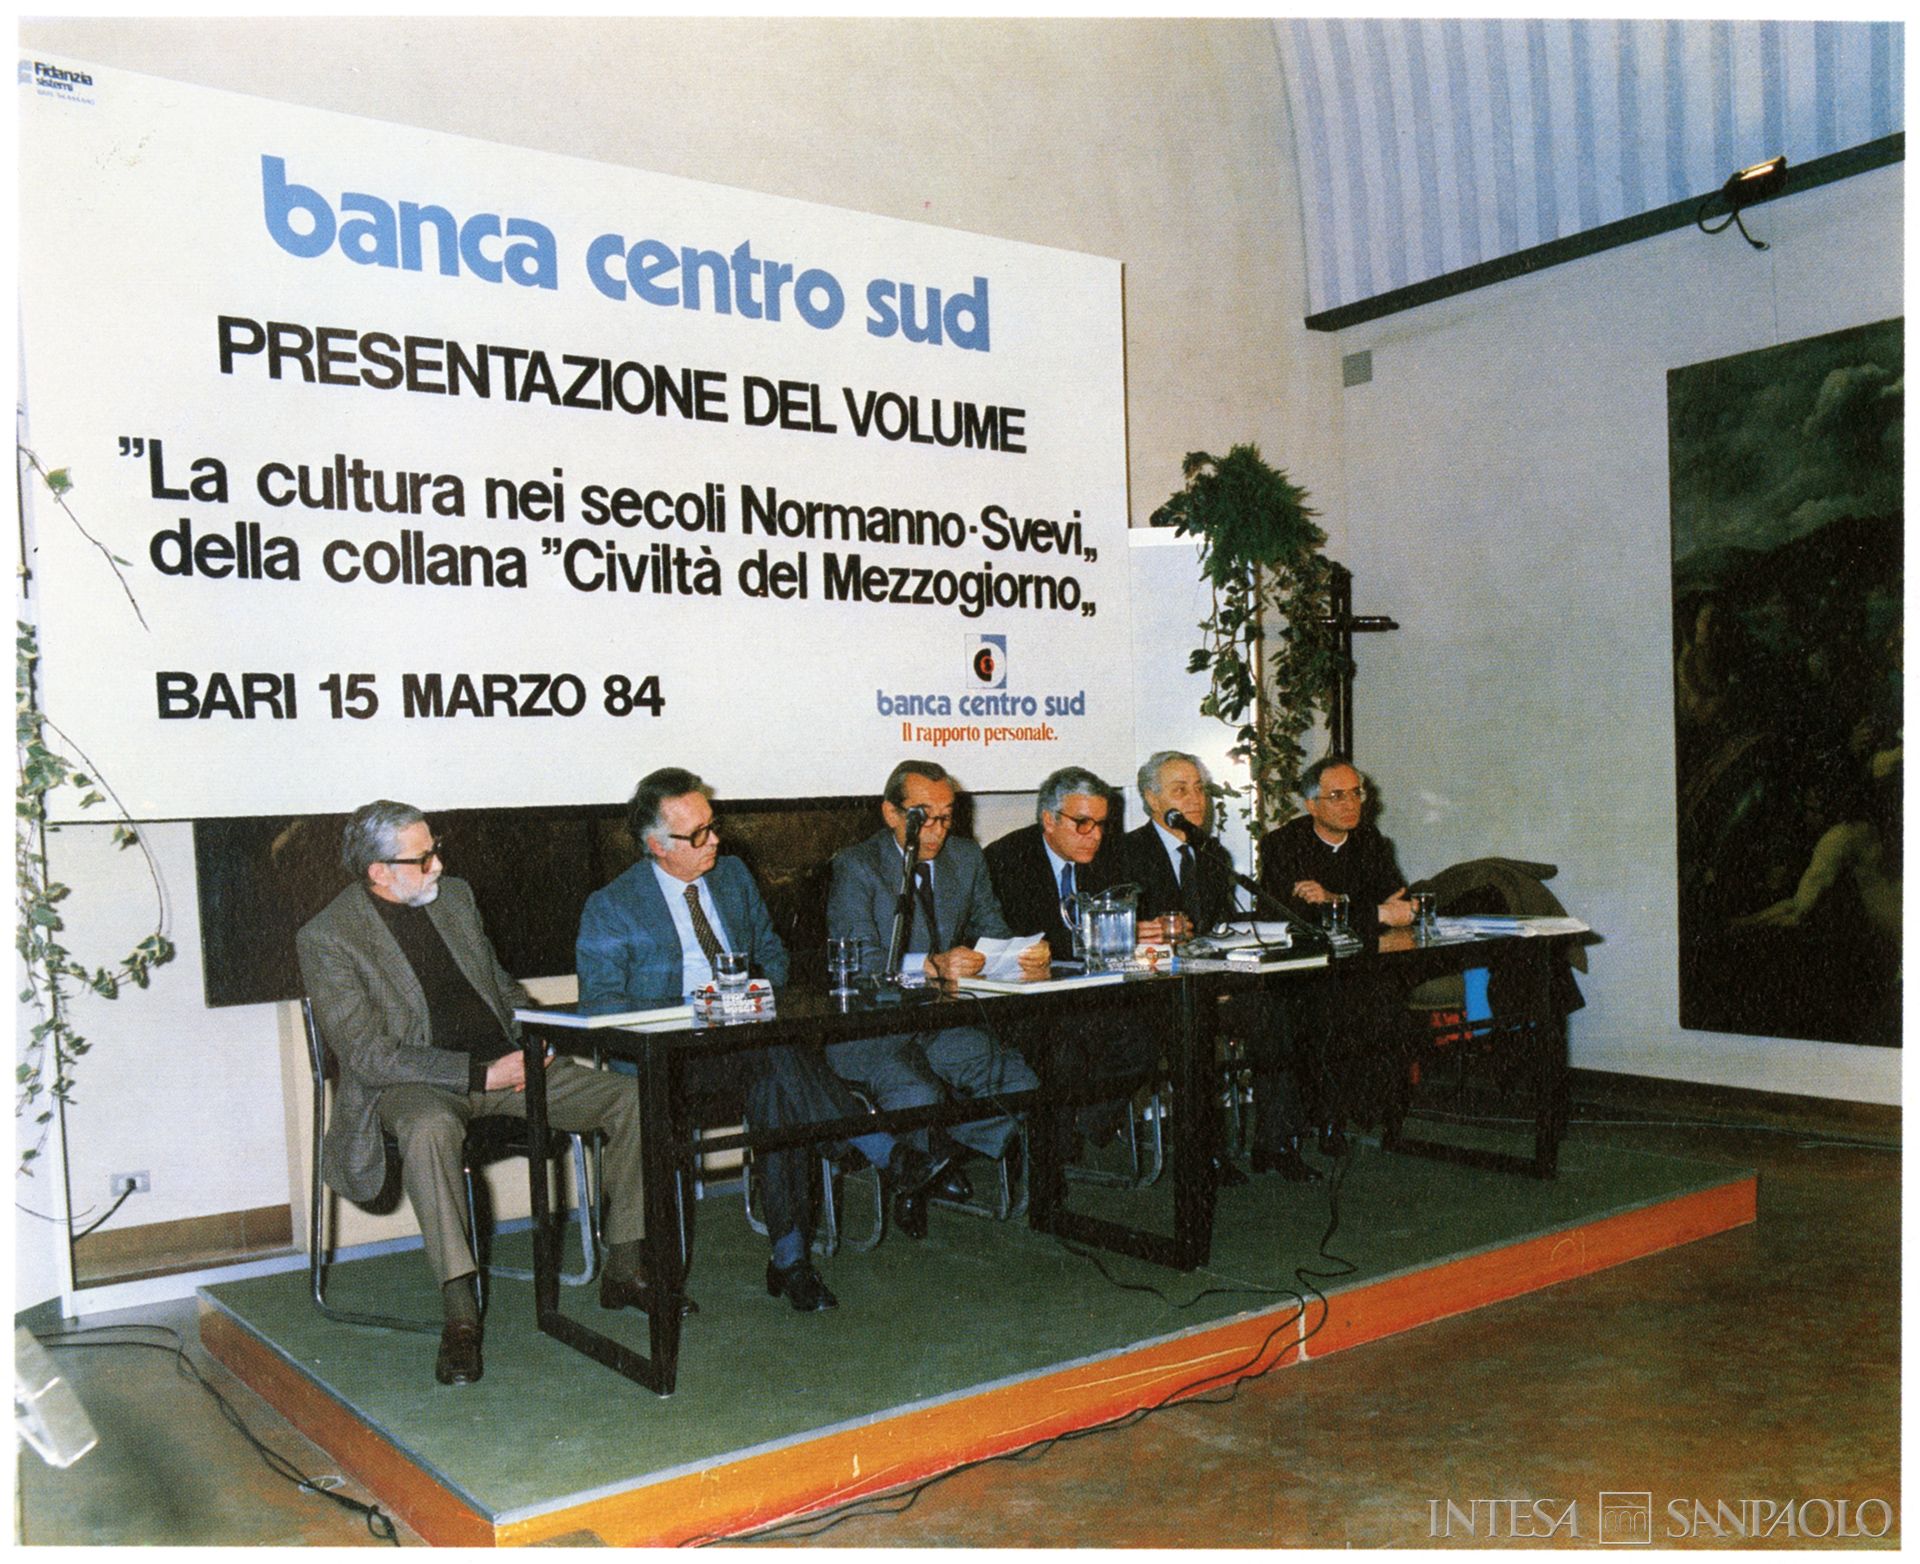 Fidanzia
sistemi
banca centro sud
PRESENTAZIONE DEL VOLUME
”La cultura nei secoli Normanno-Svevi„
della collana ”Civiltà del Mezzogiorno„
BARI 15 MARZO 84
banca centro sud
Il rapporto personale.
INTESA SANPAOLO